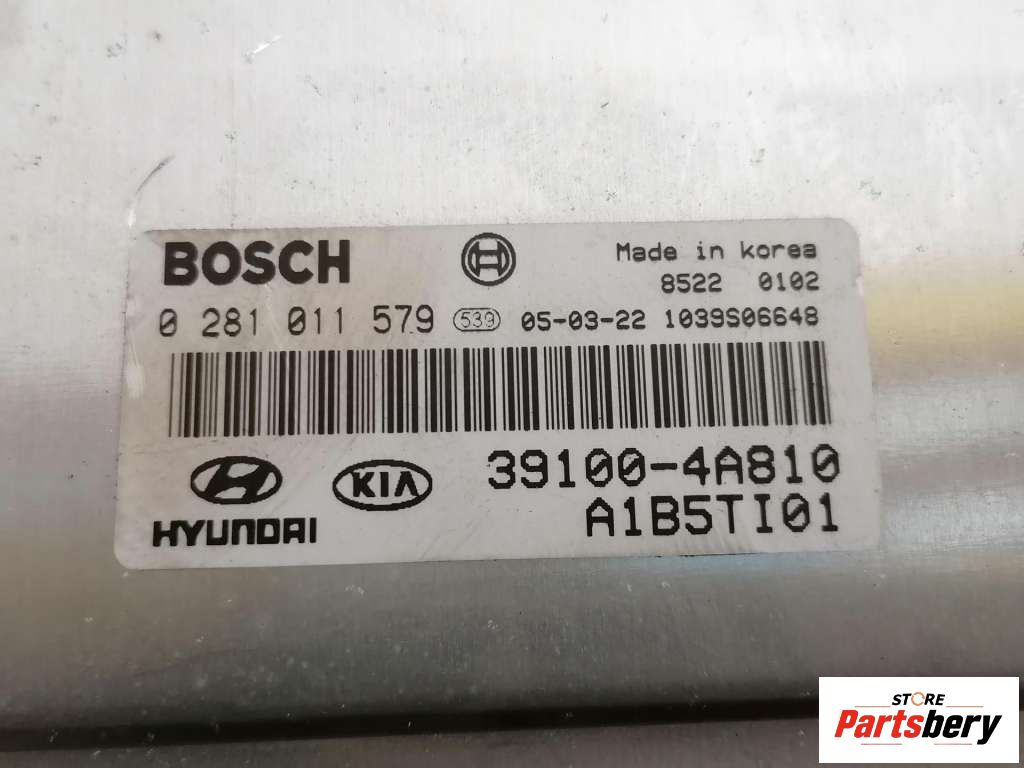 BOSCH
Made in korea
8522 0102
0 281 011 579 539 05-03-22 1039S06648
39100-4A810
HYUNDAI KIA A1B5TI01
STORE
Partsbery